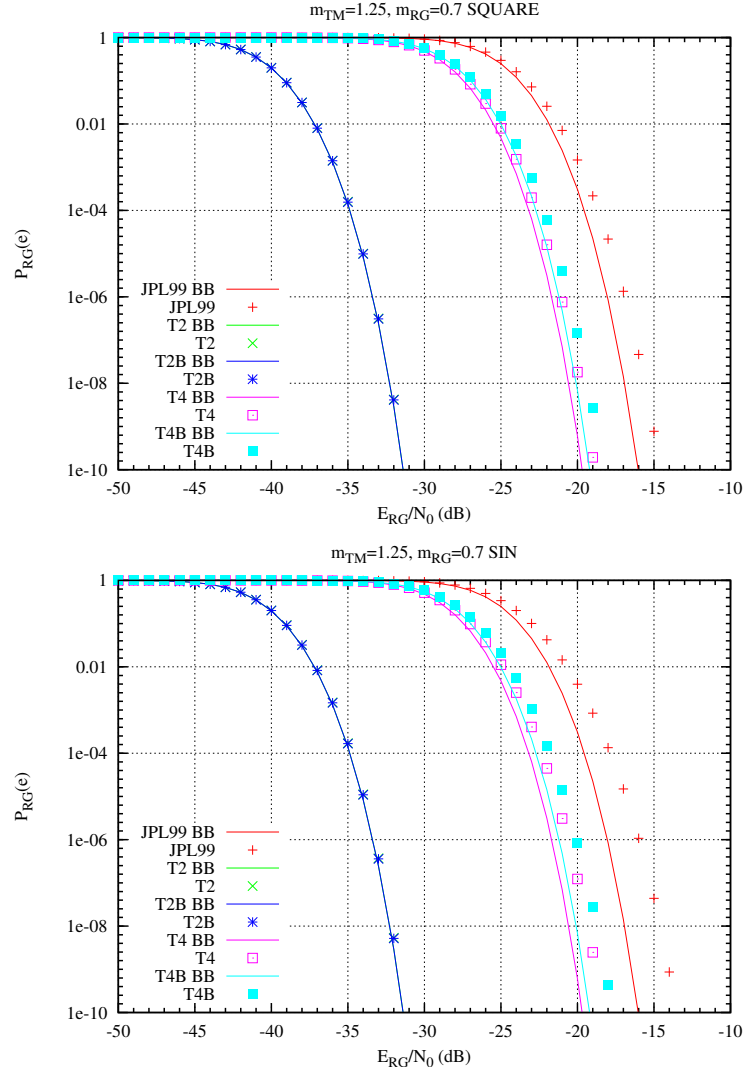 m_TM=1.25, m_RG=0.7 SQUARE
1
0.01
1e-04
1e-06
1e-08
1e-10
P_RG(e)
JPL99 BB
JPL99
T2 BB
T2
T2B BB
T2B
T4 BB
T4
T4B BB
T4B
-50 -45 -40 -35 -30 -25 -20 -15 -10
E_RG/N_0 (dB)
m_TM=1.25, m_RG=0.7 SIN
1
0.01
1e-04
1e-06
1e-08
1e-10
P_RG(e)
JPL99 BB
JPL99
T2 BB
T2
T2B BB
T2B
T4 BB
T4
T4B BB
T4B
-50 -45 -40 -35 -30 -25 -20 -15 -10
E_RG/N_0 (dB)